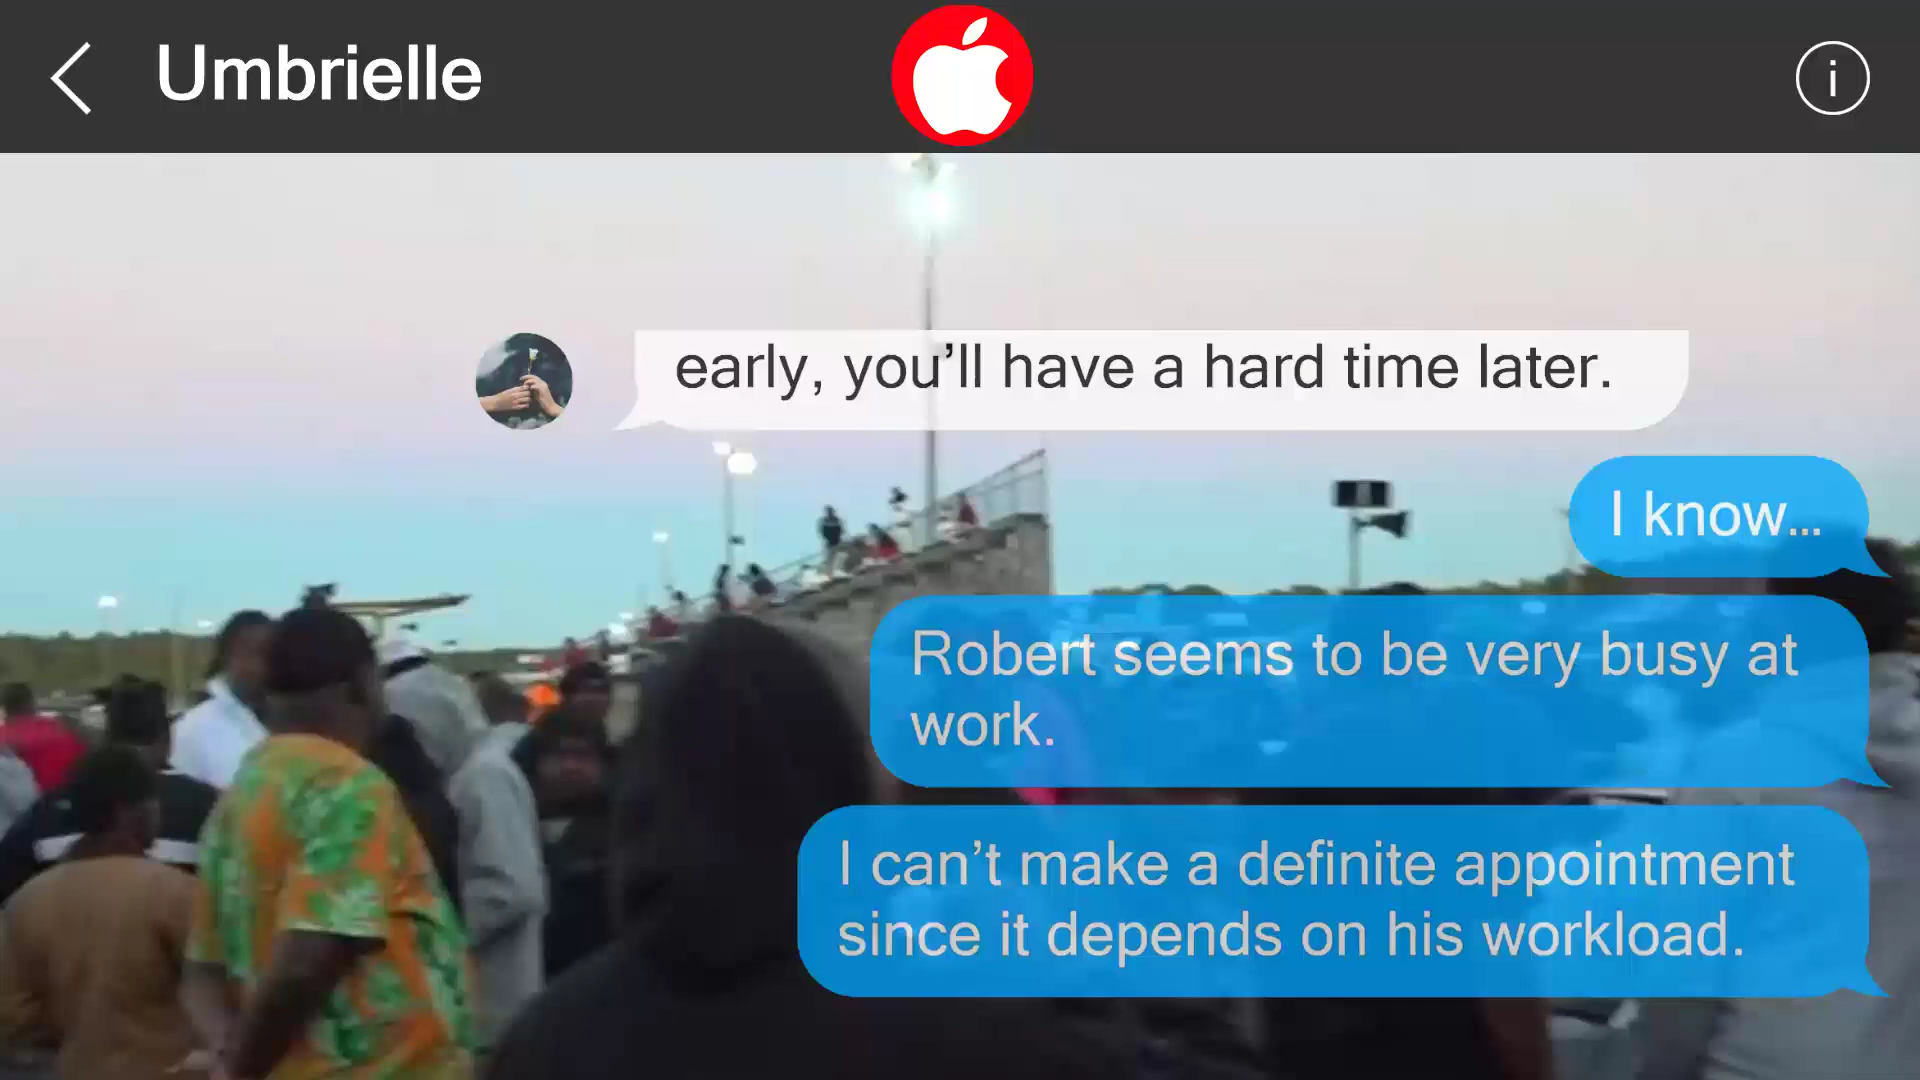 Umbrielle
i
early, you’ll have a hard time later.
I know...
Robert seems to be very busy at
work.
I can’t make a definite appointment
since it depends on his workload.